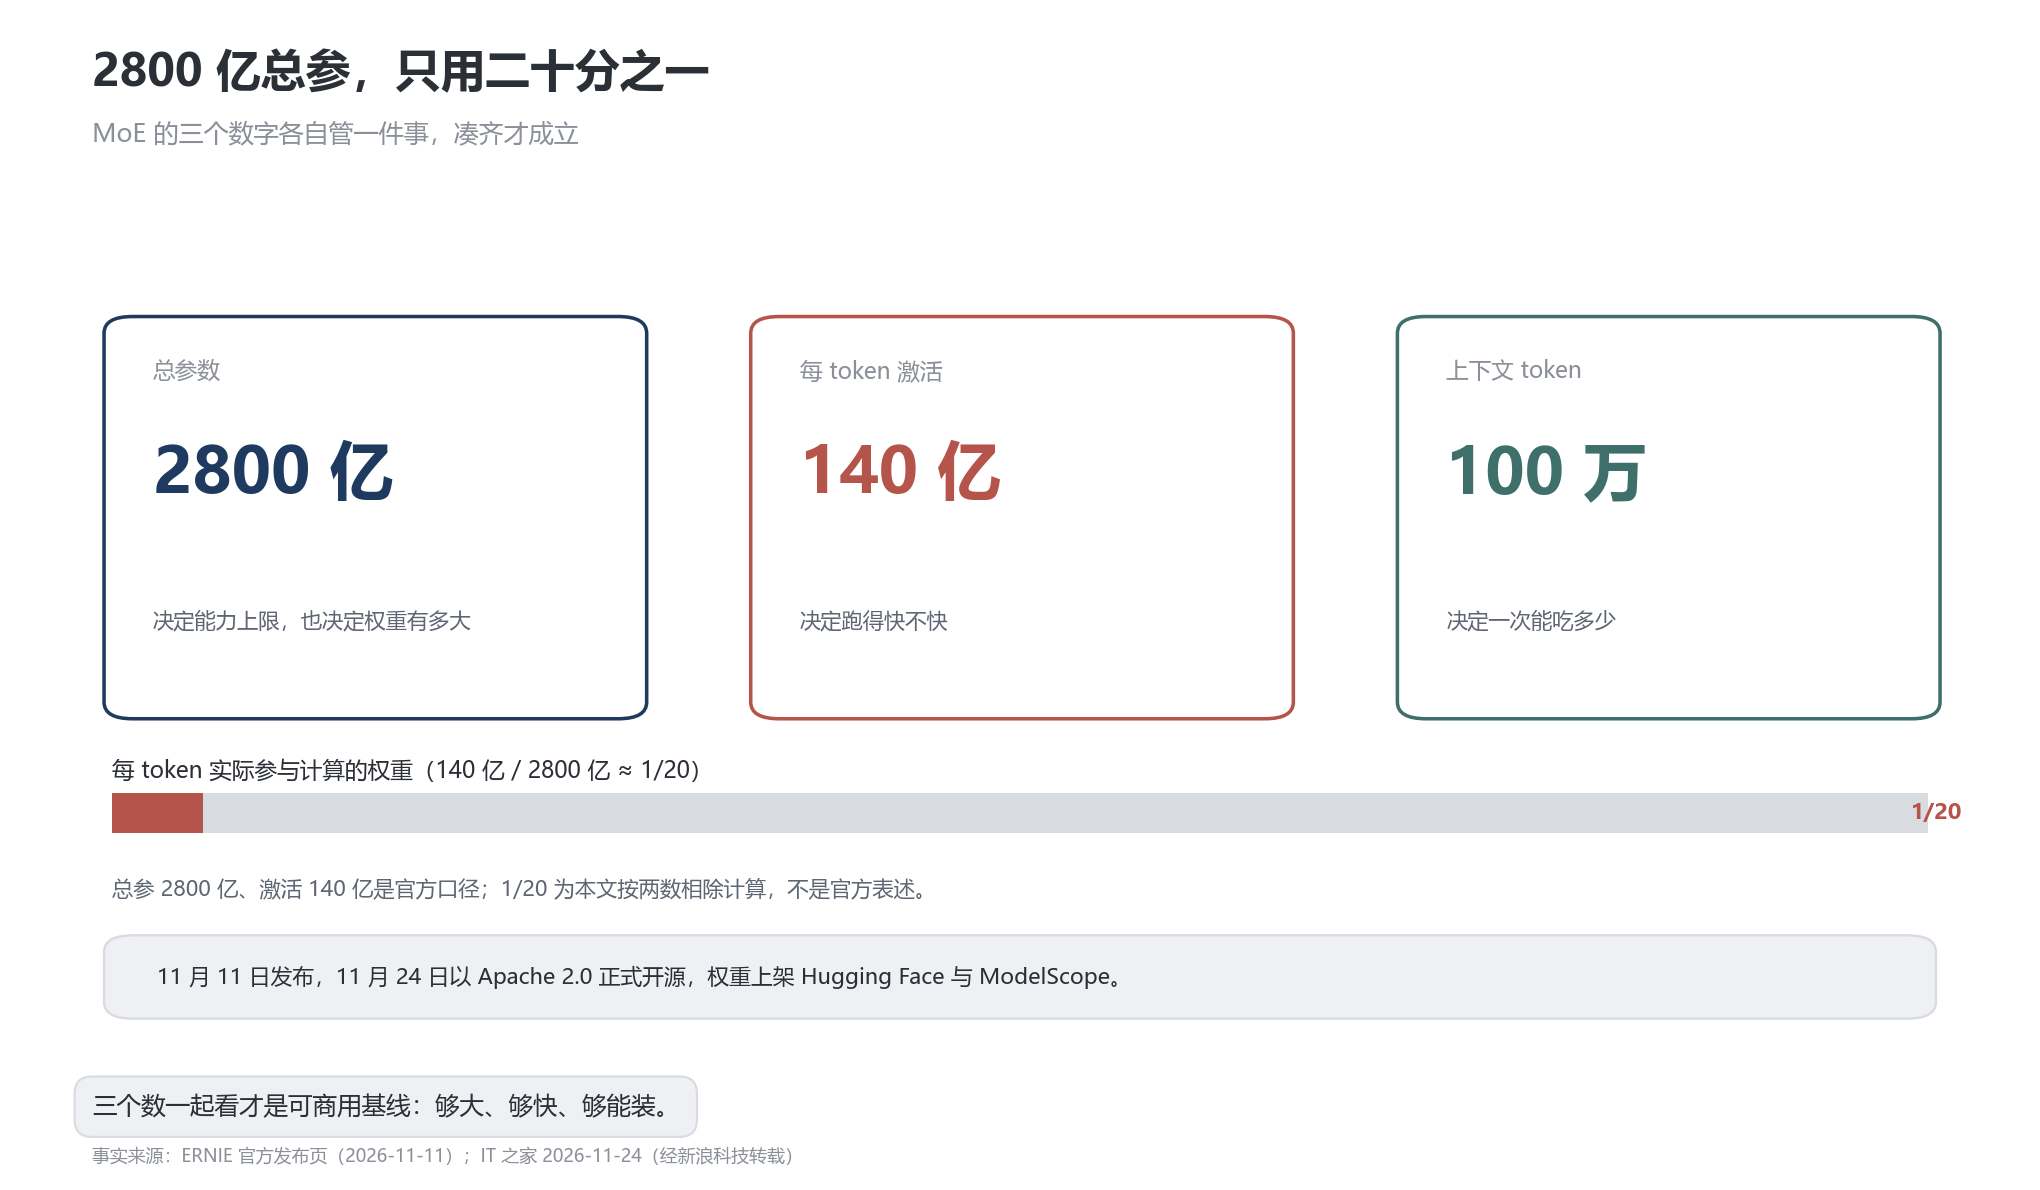 2800 亿总参，只用二十分之一
MoE 的三个数字各自管一件事，凑齐才成立
总参数
2800 亿
决定能力上限，也决定权重有多大
每 token 激活
140 亿
决定跑得快不快
上下文 token
100 万
决定一次能吃多少
每 token 实际参与计算的权重（140 亿 / 2800 亿 ≈ 1/20）
1/20
总参 2800 亿、激活 140 亿是官方口径；1/20 为本文按两数相除计算，不是官方表述。
11 月 11 日发布，11 月 24 日以 Apache 2.0 正式开源，权重上架 Hugging Face 与 ModelScope。
三个数一起看才是可商用基线：够大、够快、够能装。
事实来源：ERNIE 官方发布页（2026-11-11）；IT 之家 2026-11-24（经新浪科技转载）